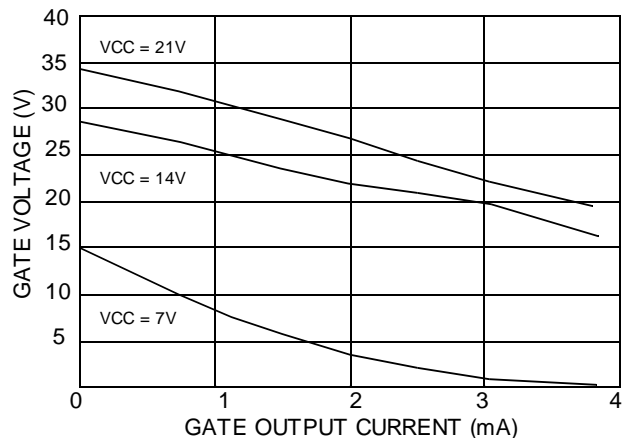 40
35
30
25
20
15
10
5
GATE VOLTAGE (V)
VCC = 21V
VCC = 14V
VCC = 7V
0
1
2
3
4
GATE OUTPUT CURRENT (mA)